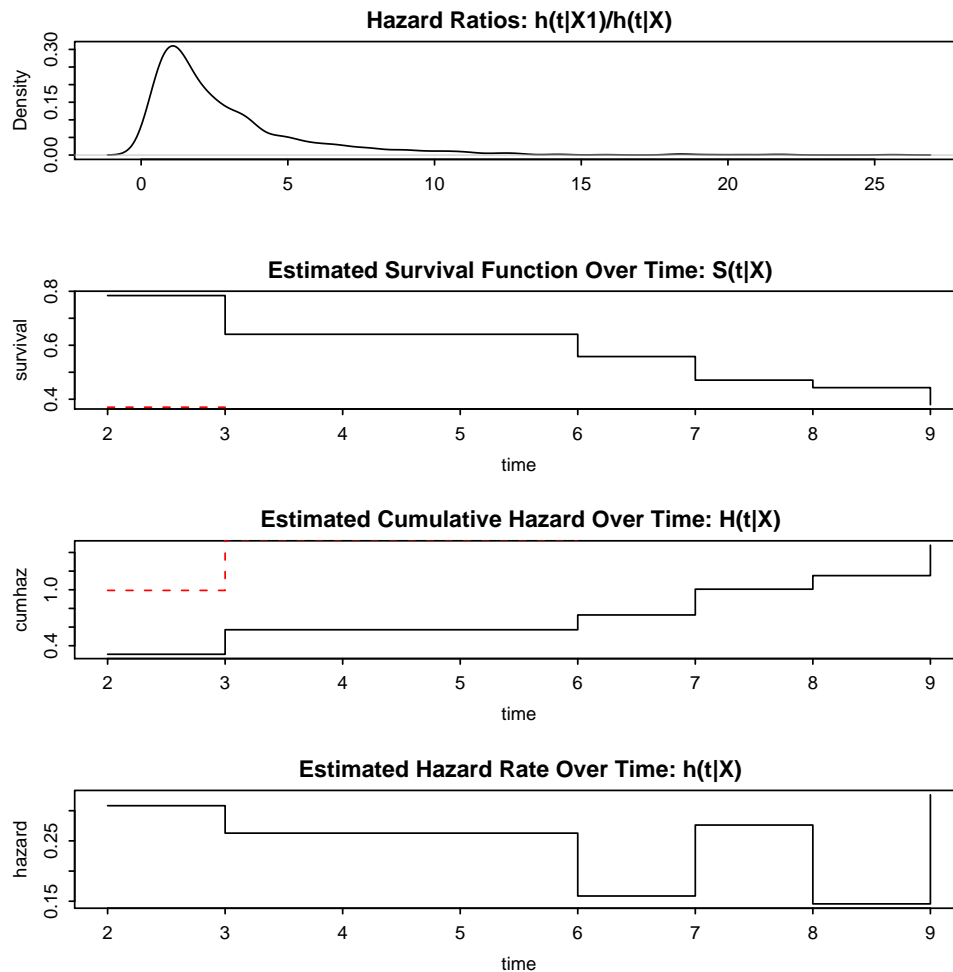 Hazard Ratios: h(t|X1)/h(t|X)
Density
0.00 0.15 0.30
0 5 10 15 20 25
Estimated Survival Function Over Time: S(t|X)
survival
0.4 0.6 0.8
2 3 4 5 6 7 8 9
time
Estimated Cumulative Hazard Over Time: H(t|X)
cumhaz
0.4 1.0
2 3 4 5 6 7 8 9
time
Estimated Hazard Rate Over Time: h(t|X)
hazard
0.15 0.25
2 3 4 5 6 7 8 9
time